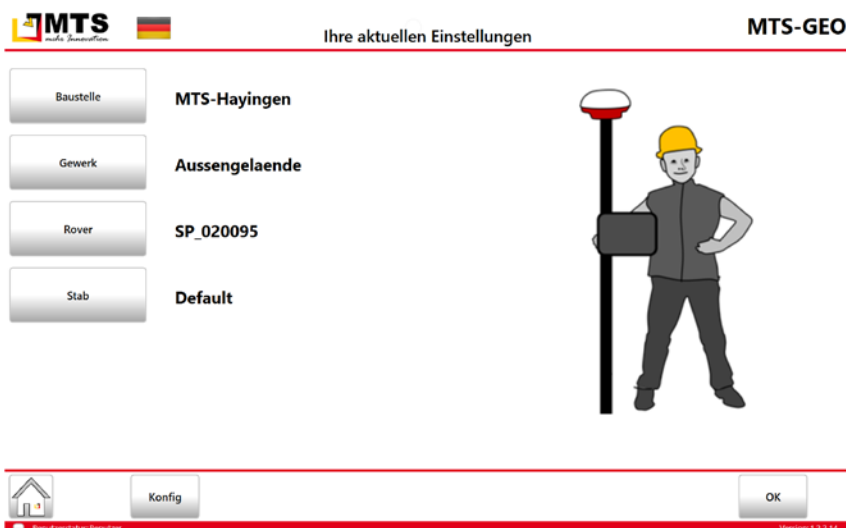 MTS
mehr Innovation
Ihre aktuellen Einstellungen
MTS-GEO
Baustelle
MTS-Hayingen
Gewerk
Aussengelaende
Rover
SP_020095
Stab
Default
Konfig
OK